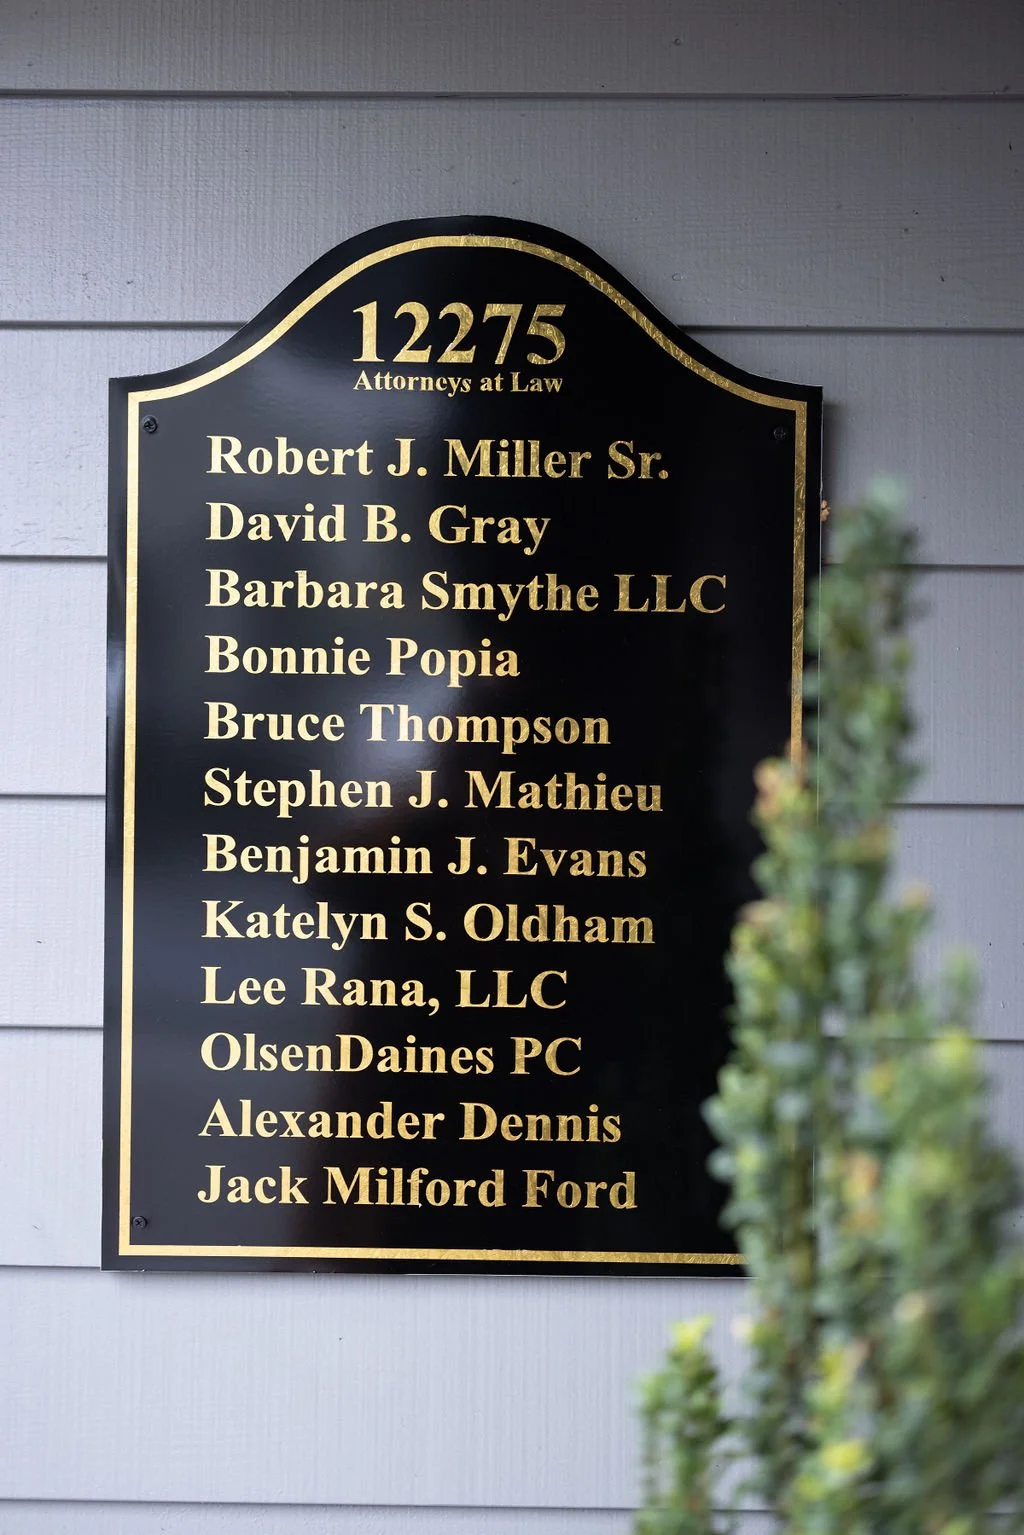 12275
Attorneys at Law
Robert J. Miller Sr.
David B. Gray
Barbara Smythe LLC
Bonnie Popia
Bruce Thompson
Stephen J. Mathieu
Benjamin J. Evans
Katelyn S. Oldham
Lee Rana, LLC
OlsenDaines PC
Alexander Dennis
Jack Milford Ford